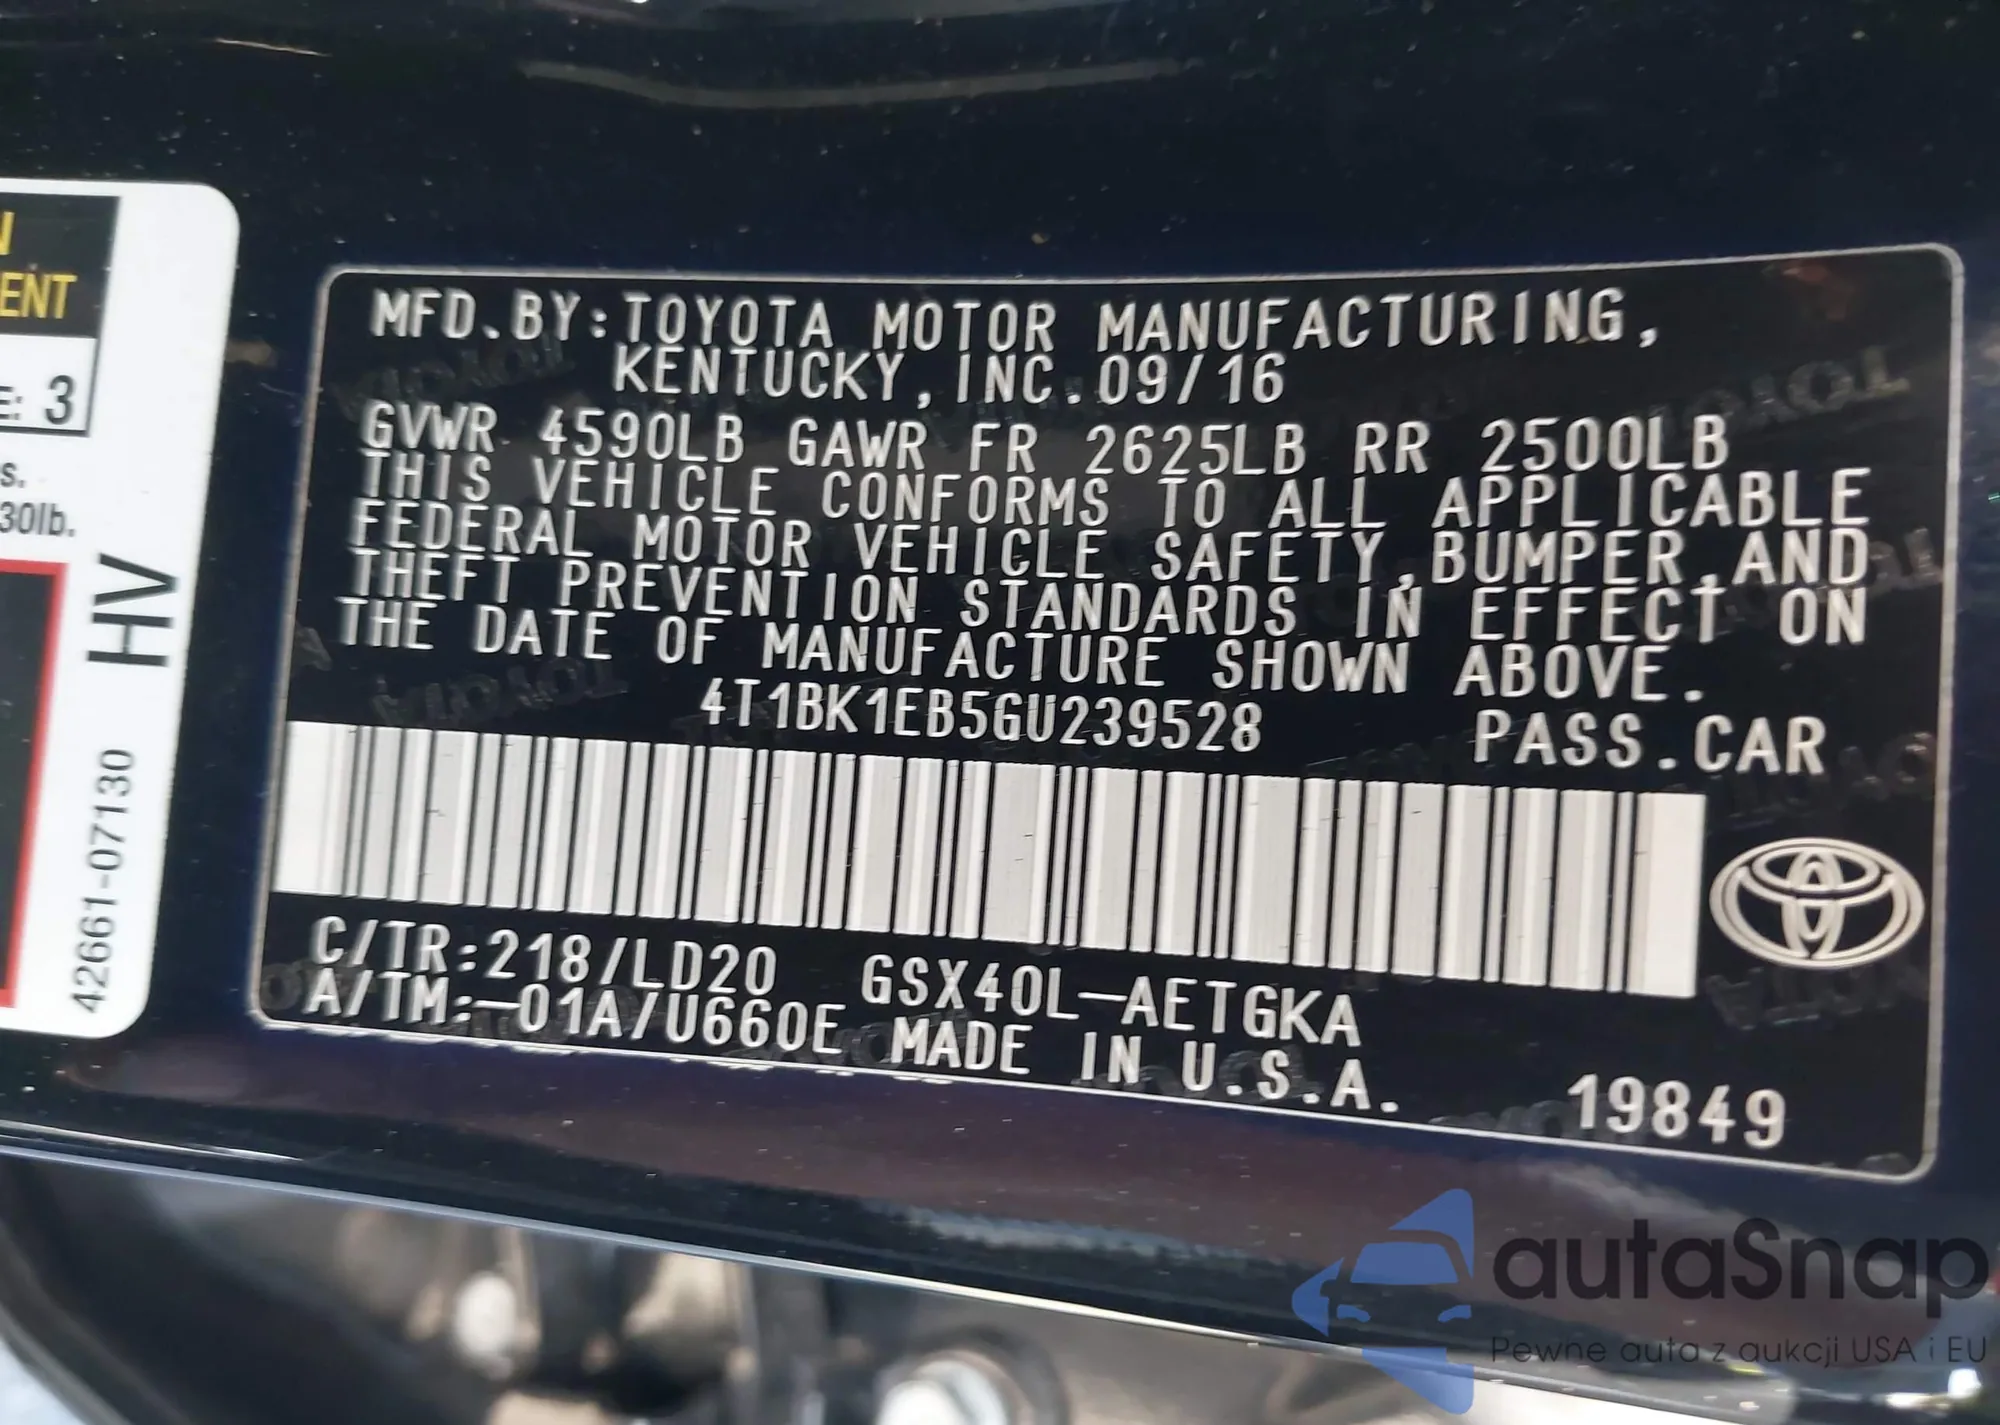 N
ENT
E: 3
s.
30lb.
HV
42661-07130
MFD.BY:TOYOTA MOTOR MANUFACTURING,
KENTUCKY,INC.09/16
GVWR 4590LB GAWR FR 2625LB RR 2500LB
THIS VEHICLE CONFORMS TO ALL APPLICABLE
FEDERAL MOTOR VEHICLE SAFETY,BUMPER,AND
THEFT PREVENTION STANDARDS IN EFFECT ON
THE DATE OF MANUFACTURE SHOWN ABOVE.
4T1BK1EB5GU239528 PASS.CAR
C/TR:218/LD20 GSX40L-AETGKA
A/TM:-01A/U660E MADE IN U.S.A.
19849
autaSnap
Pewne auta z aukcji USA i EU